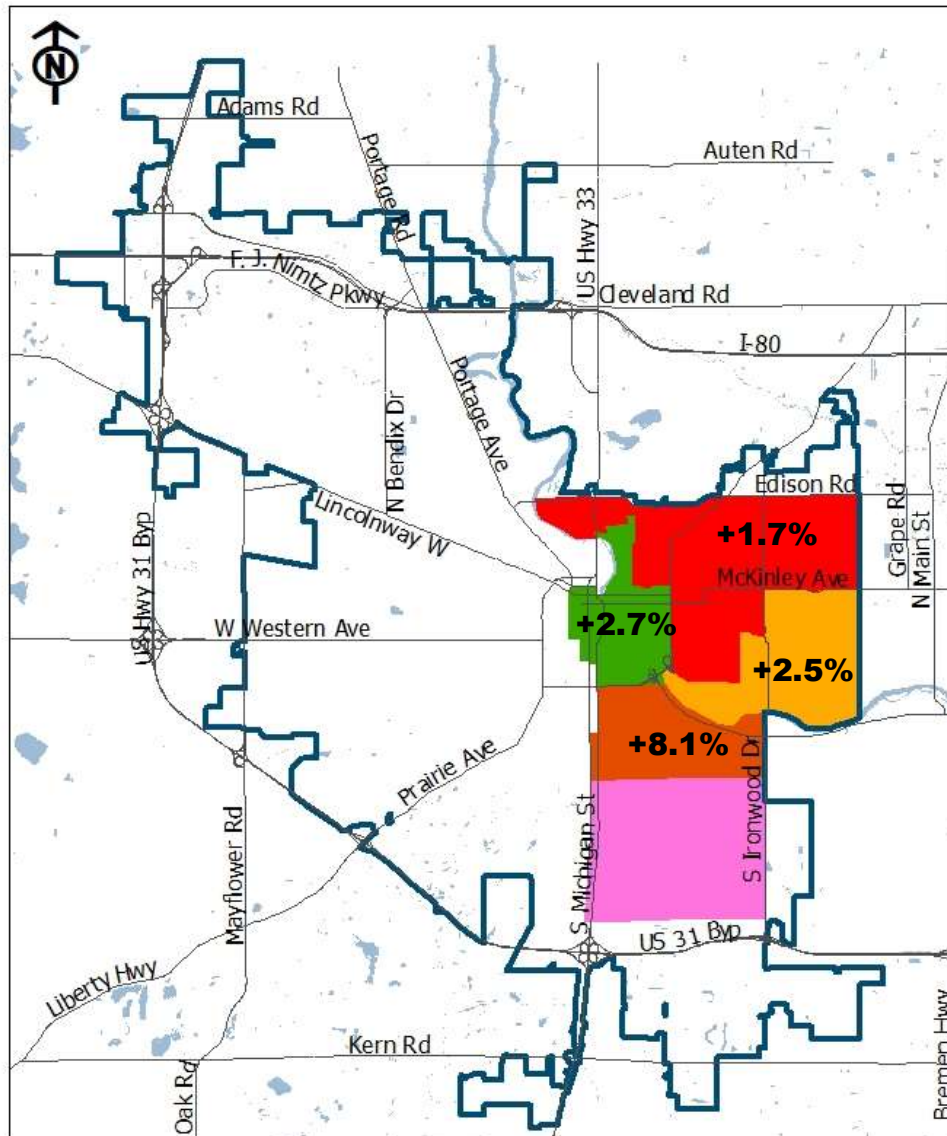 N
Adams Rd
Auten Rd
Portage Rd
US Hwy 33
F. J. Nimtz Pkwy
Cleveland Rd
I-80
N Bendix Dr
Portage Ave
Edison Rd
Grape Rd
N Main St
Lincolnway W
+1.7%
McKinley Ave
US Hwy 31 Byp
W Western Ave
+2.7%
+2.5%
+8.1%
Prairie Ave
S Michigan St
S Ironwood Dr
Mayflower Rd
US 31 Byp
Liberty Hwy
Kern Rd
Oak Rd
Bremen Hwy